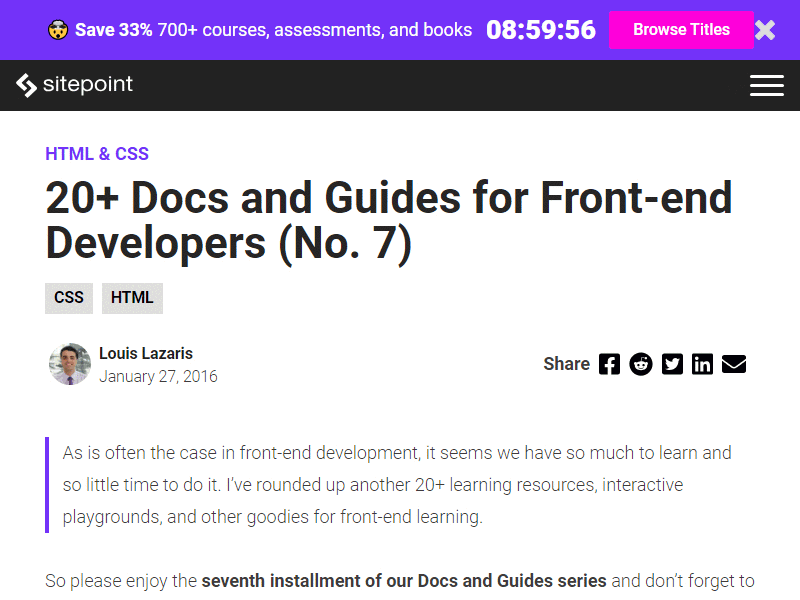 Save 33% 700+ courses, assessments, and books 08:59:56 Browse Titles
sitepoint
HTML & CSS
20+ Docs and Guides for Front-end
Developers (No. 7)
CSS HTML
Louis Lazaris
January 27, 2016
Share
As is often the case in front-end development, it seems we have so much to learn and
so little time to do it. I’ve rounded up another 20+ learning resources, interactive
playgrounds, and other goodies for front-end learning.
So please enjoy the seventh installment of our Docs and Guides series and don’t forget to